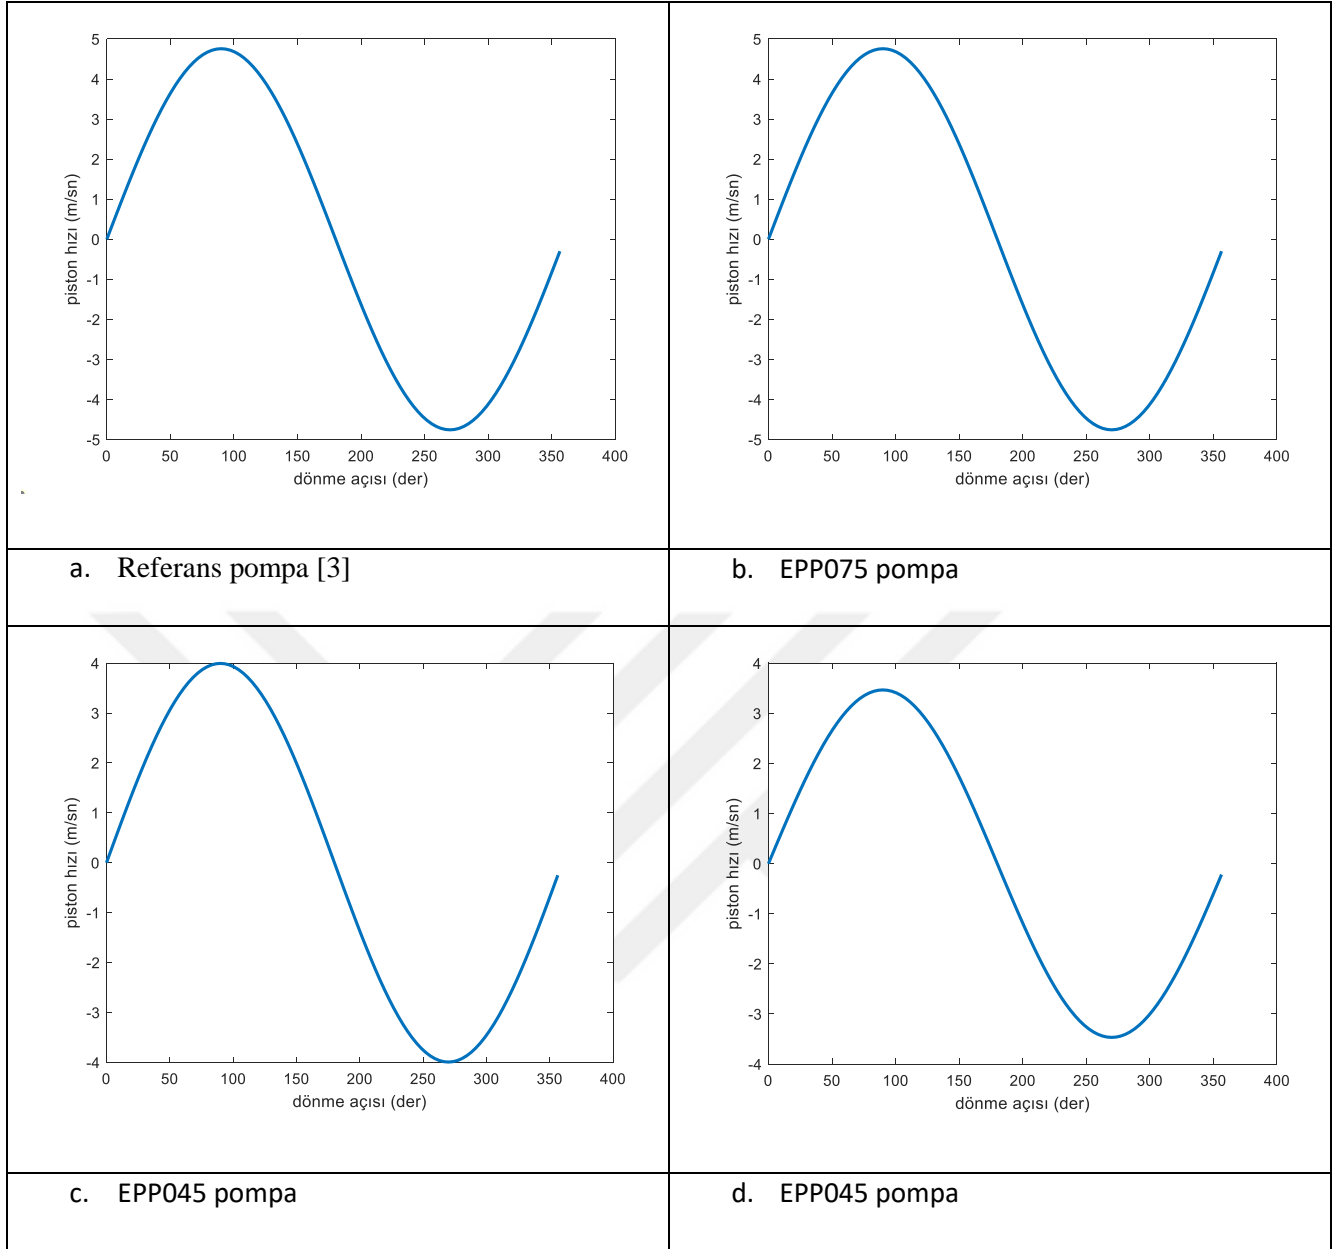 5
4
3
2
1
0
-1
-2
-3
-4
-5
piston hızı (m/sn)
0 50 100 150 200 250 300 350 400
dönme açısı (der)
5
4
3
2
1
0
-1
-2
-3
-4
-5
piston hızı (m/sn)
0 50 100 150 200 250 300 350 400
dönme açısı (der)
a. Referans pompa [3]
b. EPP075 pompa
4
3
2
1
0
-1
-2
-3
-4
piston hızı (m/sn)
0 50 100 150 200 250 300 350 400
dönme açısı (der)
4
3
2
1
0
-1
-2
-3
-4
piston hızı (m/sn)
0 50 100 150 200 250 300 350 400
dönme açısı (der)
c. EPP045 pompa
d. EPP045 pompa